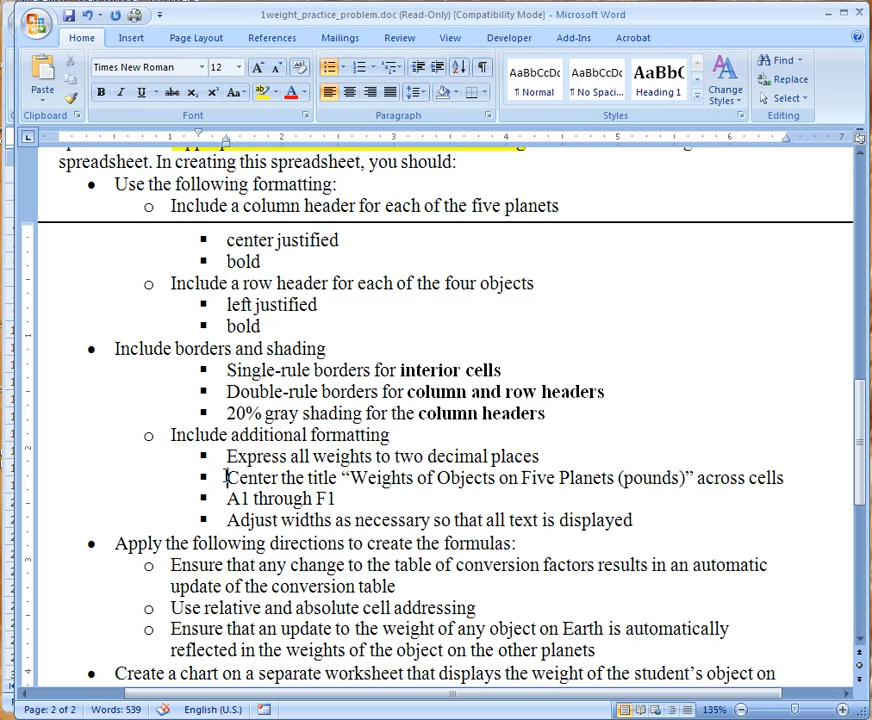 1weight_practice_problem.doc (Read-Only) [Compatibility Mode] - Microsoft Word
Home Insert Page Layout References Mailings Review View Developer Add-Ins Acrobat
Paste
Times New Roman 12
B I U abc x₂ x² Aa
AaBbCcDc AaBbCcDc AaBbC
¶ Normal ¶ No Spaci... Heading 1
Change Styles
Find
Replace
Select
Clipboard Font Paragraph Styles Editing
1 2 3 4 5 6 7
spreadsheet. In creating this spreadsheet, you should:
• Use the following formatting:
o Include a column header for each of the five planets
▪ center justified
▪ bold
o Include a row header for each of the four objects
▪ left justified
▪ bold
• Include borders and shading
▪ Single-rule borders for interior cells
▪ Double-rule borders for column and row headers
▪ 20% gray shading for the column headers
o Include additional formatting
▪ Express all weights to two decimal places
▪ Center the title “Weights of Objects on Five Planets (pounds)” across cells
▪ A1 through F1
▪ Adjust widths as necessary so that all text is displayed
• Apply the following directions to create the formulas:
o Ensure that any change to the table of conversion factors results in an automatic
update of the conversion table
o Use relative and absolute cell addressing
o Ensure that an update to the weight of any object on Earth is automatically
reflected in the weights of the object on the other planets
• Create a chart on a separate worksheet that displays the weight of the student’s object on
Page: 2 of 2 Words: 539 English (U.S.) 135%